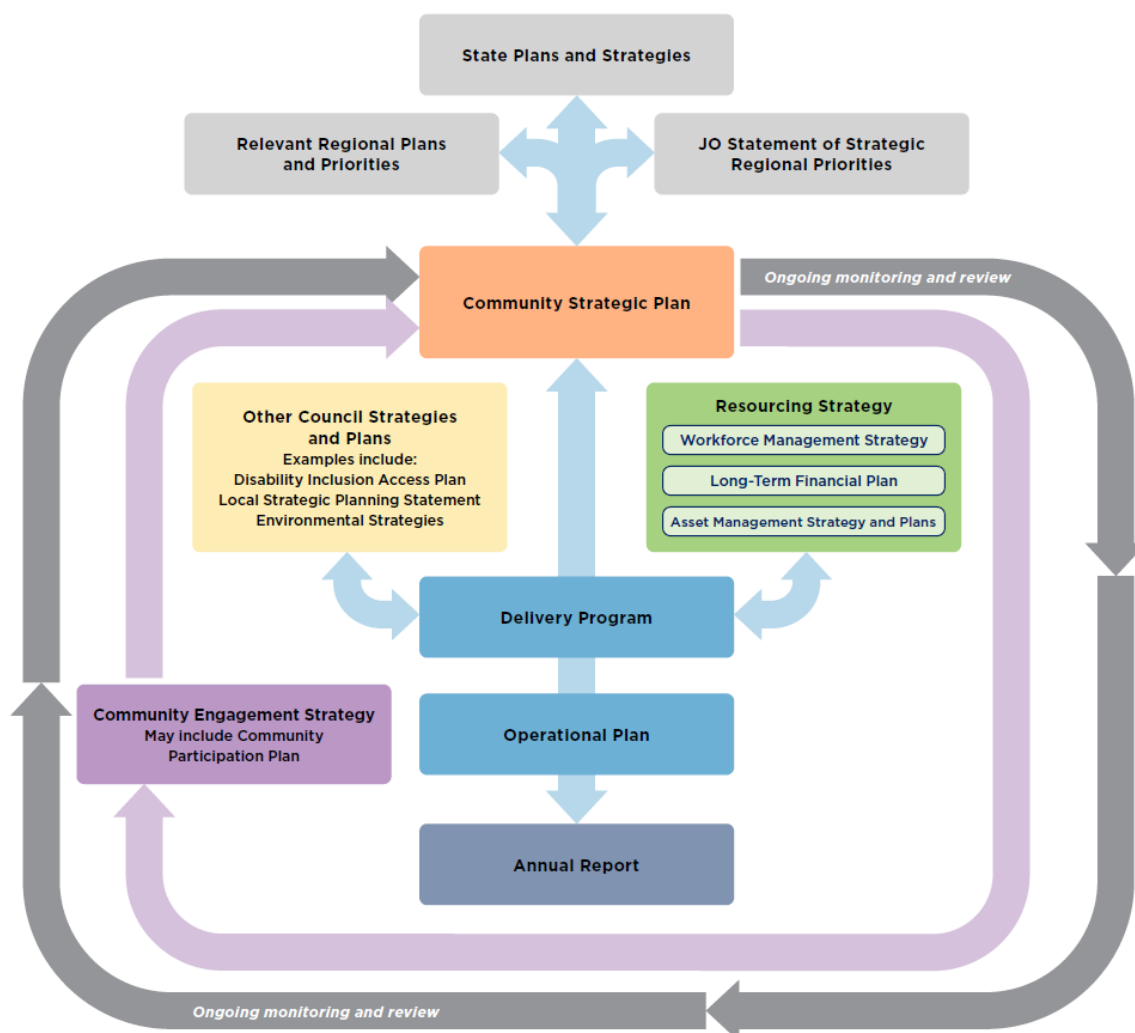 State Plans and Strategies
Relevant Regional Plans
and Priorities
JO Statement of Strategic
Regional Priorities
Community Strategic Plan
Ongoing monitoring and review
Other Council Strategies
and Plans
Examples include:
Disability Inclusion Access Plan
Local Strategic Planning Statement
Environmental Strategies
Resourcing Strategy
Workforce Management Strategy
Long-Term Financial Plan
Asset Management Strategy and Plans
Delivery Program
Community Engagement Strategy
May include Community
Participation Plan
Operational Plan
Annual Report
Ongoing monitoring and review